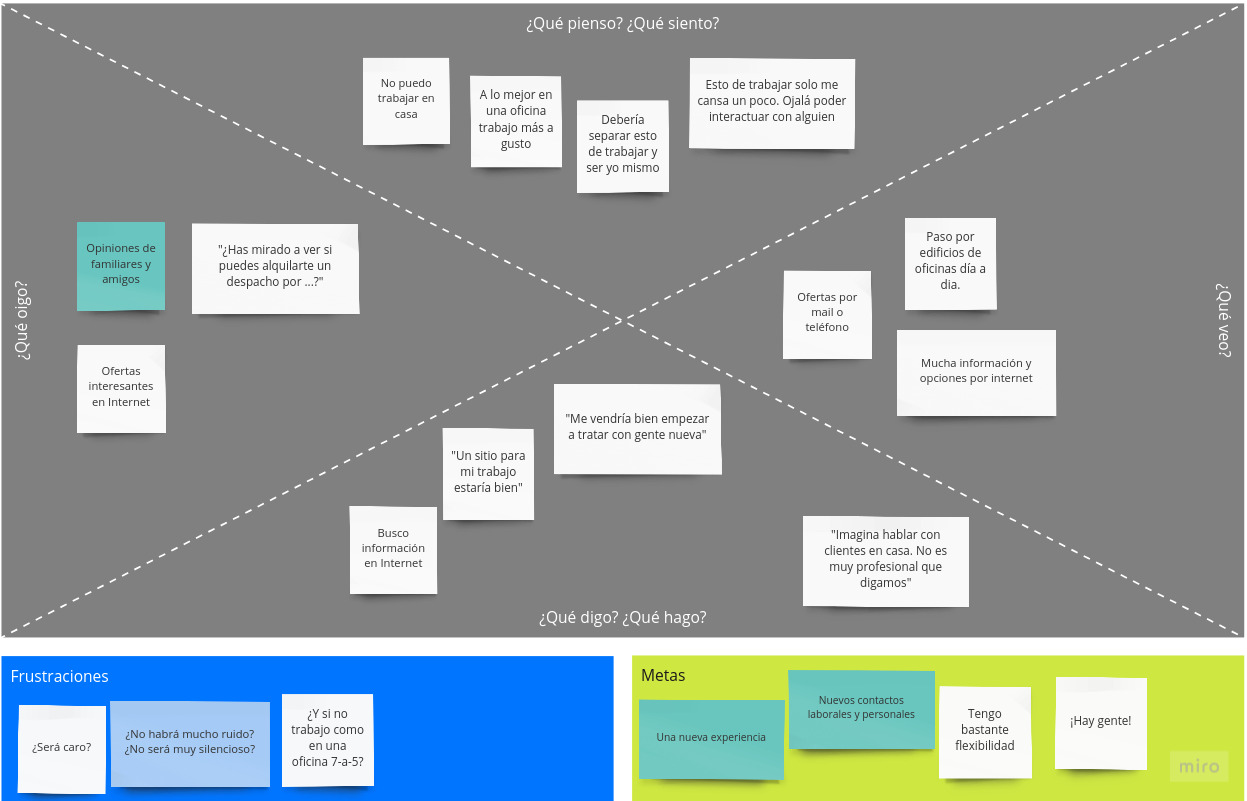 ¿Qué pienso? ¿Qué siento?
No puedo
trabajar en
casa
A lo mejor en
una oficina
trabajo más a
gusto
Debería
separar esto
de trabajar y
ser yo mismo
Esto de trabajar solo me
cansa un poco. Ojalá poder
interactuar con alguien
¿Qué oigo?
Opiniones de
familiares y
amigos
"¿Has mirado a ver si
puedes alquilarte un
despacho por ...?"
Ofertas
interesantes
en Internet
¿Qué veo?
Paso por
edificios de
oficinas día a
dia.
Ofertas por
mail o
teléfono
Mucha información y
opciones por internet
"Me vendría bien empezar
a tratar con gente nueva"
"Un sitio para
mi trabajo
estaría bien"
Busco
información
en Internet
"Imagina hablar con
clientes en casa. No es
muy profesional que
digamos"
¿Qué digo? ¿Qué hago?
Frustraciones
¿Será caro?
¿No habrá mucho ruido?
¿No será muy silencioso?
¿Y si no
trabajo como
en una
oficina 7-a-5?
Metas
Una nueva experiencia
Nuevos contactos
laborales y personales
Tengo
bastante
flexibilidad
¡Hay gente!
miro